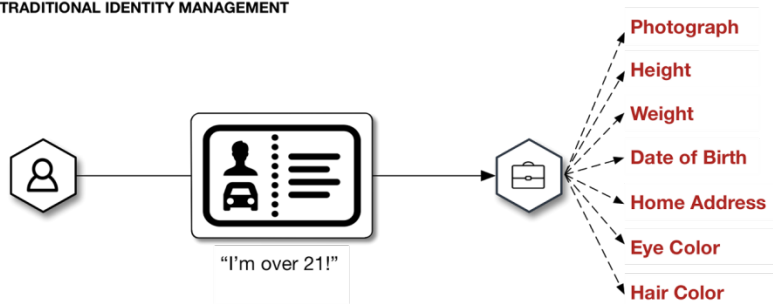 TRADITIONAL IDENTITY MANAGEMENT
Photograph
Height
Weight
Date of Birth
Home Address
Eye Color
Hair Color
“I’m over 21!”